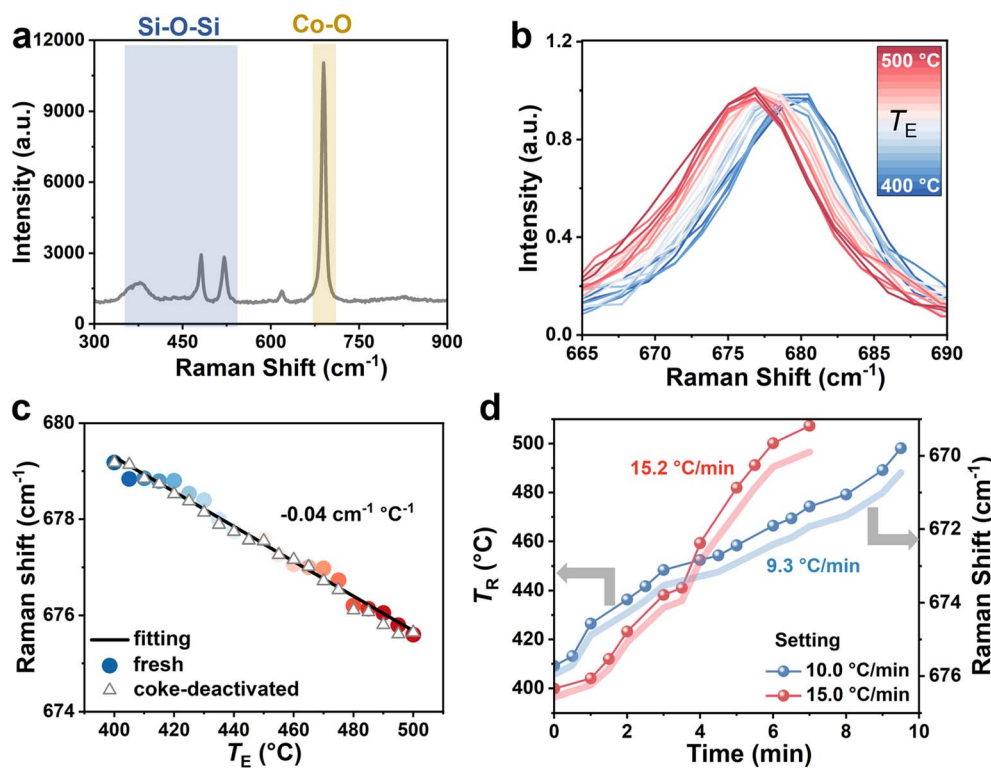 a
Si-O-Si
Co-O
12000
9000
6000
3000
0
Intensity (a.u.)
300
450
600
750
900
Raman Shift (cm⁻¹)
b
1.2
0.8
0.4
0.0
Intensity (a.u.)
500 °C
T_E
400 °C
665
670
675
680
685
690
Raman Shift (cm⁻¹)
c
680
678
676
674
Raman shift (cm⁻¹)
-0.04 cm⁻¹ °C⁻¹
fitting
fresh
coke-deactivated
400
420
440
460
480
500
T_E (°C)
d
500
480
460
440
420
400
T_R (°C)
15.2 °C/min
9.3 °C/min
Setting
10.0 °C/min
15.0 °C/min
670
672
674
676
Raman Shift (cm⁻¹)
0
2
4
6
8
10
Time (min)